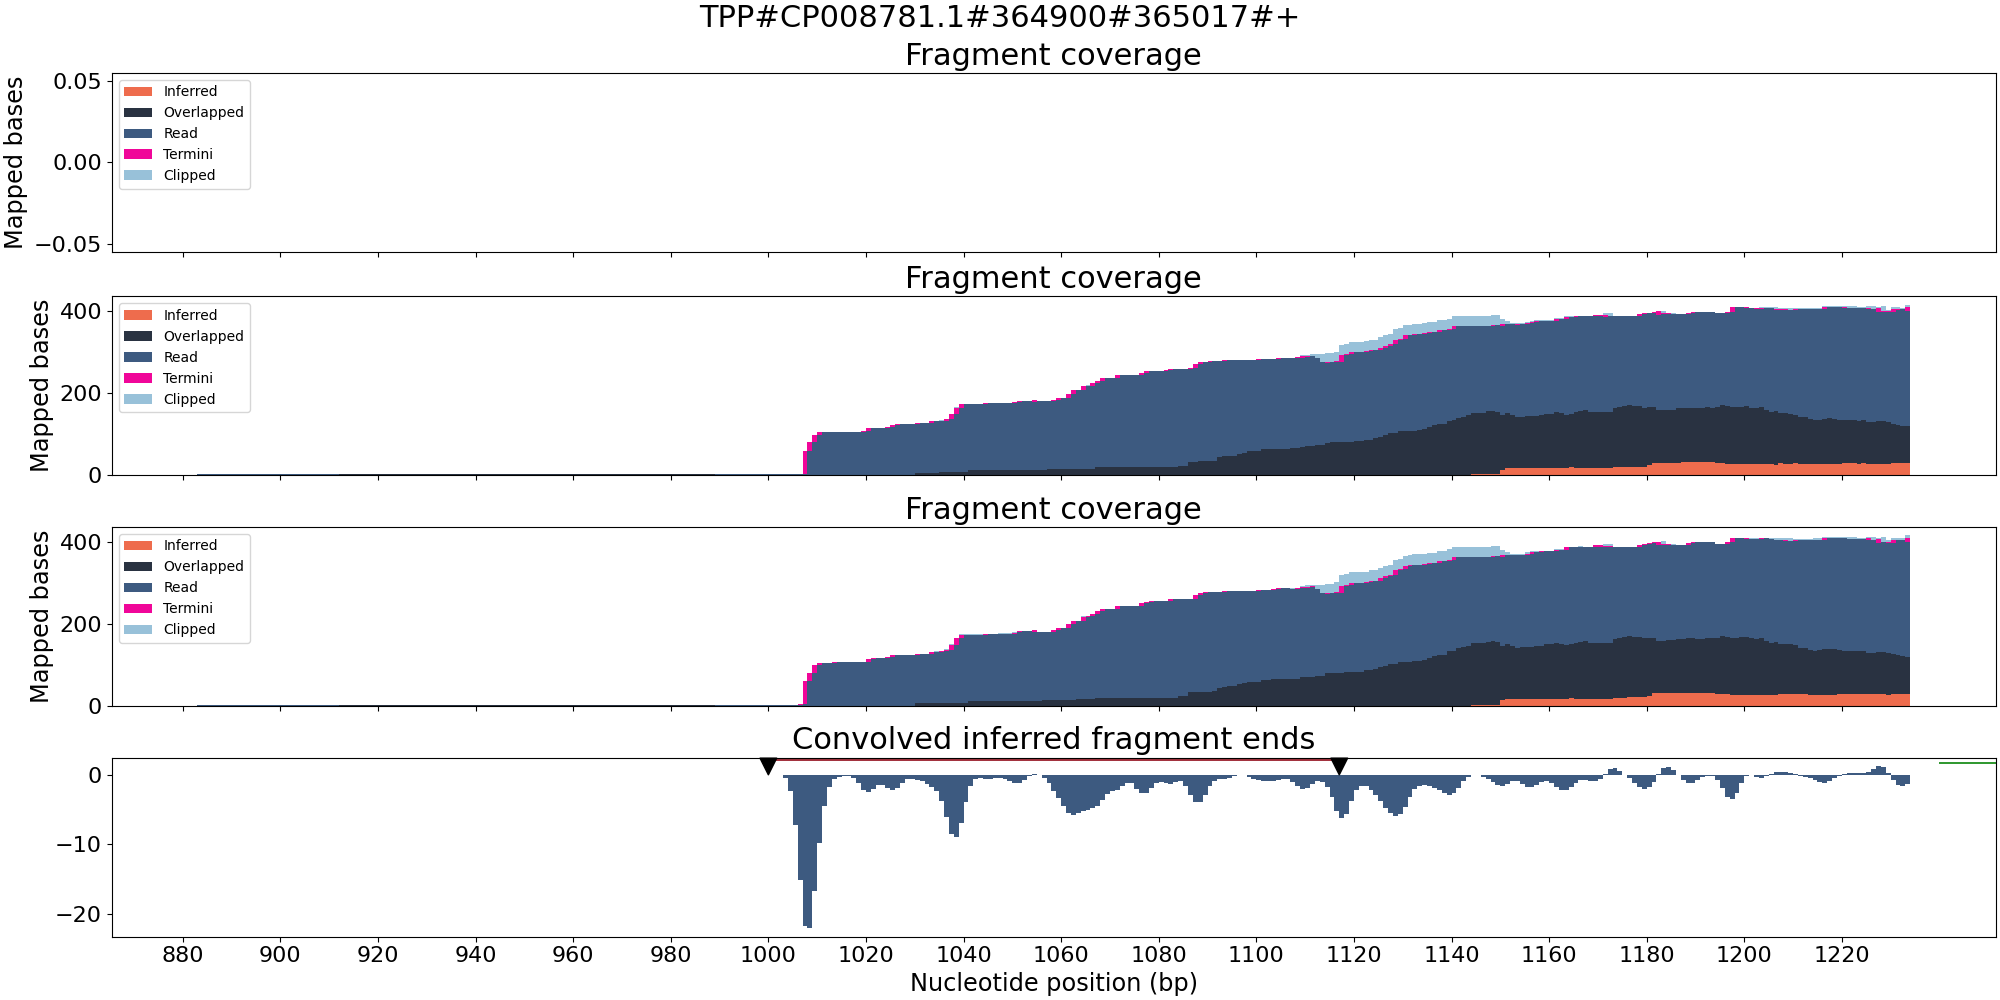 TPP#CP008781.1#364900#365017#+
Fragment coverage
Mapped bases
0.05
0.00
−0.05
Inferred
Overlapped
Read
Termini
Clipped
Fragment coverage
Mapped bases
400
200
0
Inferred
Overlapped
Read
Termini
Clipped
Fragment coverage
Mapped bases
400
200
0
Inferred
Overlapped
Read
Termini
Clipped
Convolved inferred fragment ends
0
−10
−20
880 900 920 940 960 980 1000 1020 1040 1060 1080 1100 1120 1140 1160 1180 1200 1220
Nucleotide position (bp)